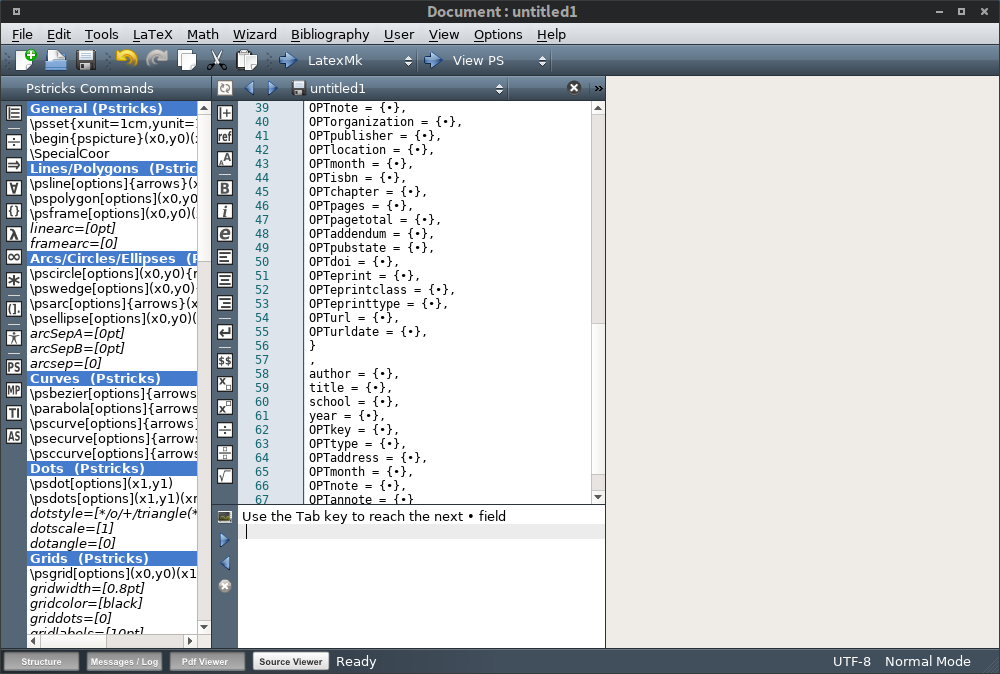 Document : untitled1
File Edit Tools LaTeX Math Wizard Bibliography User View Options Help
LatexMk View PS
Pstricks Commands
untitled1
»
General (Pstricks)
\psset{xunit=1cm,yunit=
\begin{pspicture}(x0,y0)(
\SpecialCoor
Lines/Polygons (Pstric
\psline[options]{arrows}(x
\pspolygon[options](x0,y0
\psframe[options](x0,y0)(
linearc=[0pt]
framearc=[0]
Arcs/Circles/Ellipses (P
\pscircle[options](x0,y0){r
\pswedge[options](x0,y0)
\psarc[options]{arrows}(x
\psellipse[options](x0,y0)(
arcSepA=[0pt]
arcSepB=[0pt]
arcsep=[0]
Curves (Pstricks)
\psbezier[options]{arrows
\parabola[options]{arrows
\pscurve[options]{arrows
\psecurve[options]{arrow
\psccurve[options]{arrow
Dots (Pstricks)
\psdot[options](x1,y1)
\psdots[options](x1,y1)(x
dotstyle=[*/o/+/triangle(*
dotscale=[1]
dotangle=[0]
Grids (Pstricks)
\psgrid[options](x0,y0)(x1
gridwidth=[0.8pt]
gridcolor=[black]
griddots=[0]
gridlabels=[10pt]
PS
MP
TI
AS
ref
B
i
e
$$
39 OPTnote = {•},
40 OPTorganization = {•},
41 OPTpublisher = {•},
42 OPTlocation = {•},
43 OPTmonth = {•},
44 OPTisbn = {•},
45 OPTchapter = {•},
46 OPTpages = {•},
47 OPTpagetotal = {•},
48 OPTaddendum = {•},
49 OPTpubstate = {•},
50 OPTdoi = {•},
51 OPTeprint = {•},
52 OPTeprintclass = {•},
53 OPTeprinttype = {•},
54 OPTurl = {•},
55 OPTurldate = {•},
56 }
57 ,
58 author = {•},
59 title = {•},
60 school = {•},
61 year = {•},
62 OPTkey = {•},
63 OPTtype = {•},
64 OPTaddress = {•},
65 OPTmonth = {•},
66 OPTnote = {•},
67 OPTannote = {•}
Use the Tab key to reach the next • field
Structure Messages / Log Pdf Viewer Source Viewer Ready UTF-8 Normal Mode